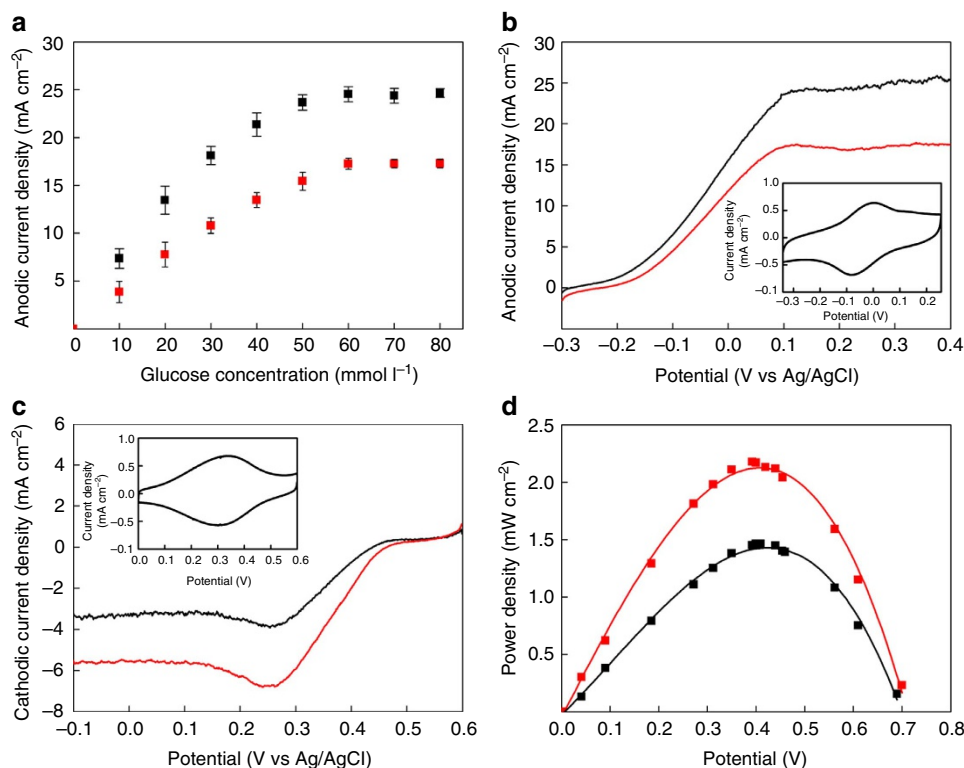 a
Anodic current density (mA cm⁻²)
30
25
20
15
10
5
0 10 20 30 40 50 60 70 80
Glucose concentration (mmol l⁻¹)
b
Anodic current density (mA cm⁻²)
30
25
20
15
10
5
0
−0.3 −0.2 −0.1 0.0 0.1 0.2 0.3 0.4
Potential (V vs Ag/AgCl)
Current density
(mA cm⁻²)
1.0
0.5
0.0
−0.5
−0.1
−0.3 −0.2 −0.1 0.0 0.1 0.2
Potential (V)
c
Cathodic current density (mA cm⁻²)
6
4
2
0
−2
−4
−6
−8
−0.1 0.0 0.1 0.2 0.3 0.4 0.5 0.6
Potential (V vs Ag/AgCl)
Current density
(mA cm⁻²)
1.0
0.5
0.0
−0.5
−0.1
0.0 0.1 0.2 0.3 0.4 0.5 0.6
Potential (V)
d
Power density (mW cm⁻²)
2.5
2.0
1.5
1.0
0.5
0.0 0.1 0.2 0.3 0.4 0.5 0.6 0.7 0.8
Potential (V)